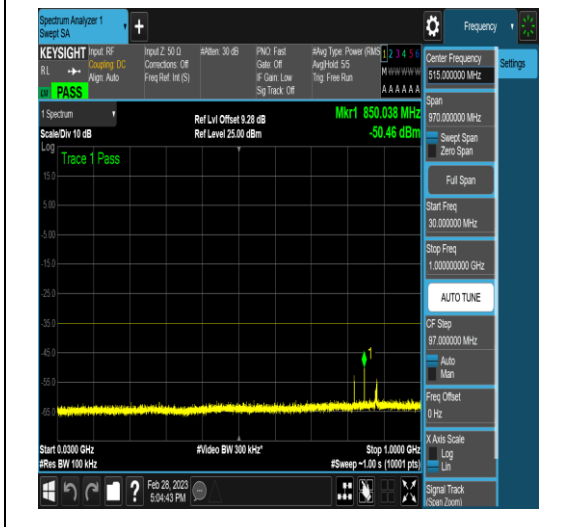 Spectrum Analyzer 1
Swept SA
Frequency
KEYSIGHT
RL
PASS
Input: RF
Coupling: DC
Align: Auto
Input Z: 50 Ω
Corrections: Off
Freq Ref: Int (S)
#Atten: 30 dB
PNO: Fast
Gate: Off
IF Gain: Low
Sig Track: Off
#Avg Type: Power (RMS
Avg|Hold: 5/5
Trig: Free Run
1 2 3 4 5 6
M W W W W W
A A A A A A
1 Spectrum
Scale/Div 10 dB
Ref Lvl Offset 9.28 dB
Ref Level 25.00 dBm
Mkr1 850.038 MHz
-50.46 dBm
Log
Trace 1 Pass
15.0
5.00
-5.00
-15.0
-25.0
-35.0
-45.0
-55.0
-65.0
1
Start 0.0300 GHz
#Res BW 100 kHz
#Video BW 300 kHz*
Stop 1.0000 GHz
#Sweep ~1.00 s (10001 pts)
Feb 28, 2023
5:04:43 PM
Center Frequency
515.000000 MHz
Settings
Span
970.000000 MHz
Swept Span
Zero Span
Full Span
Start Freq
30.000000 MHz
Stop Freq
1.000000000 GHz
AUTO TUNE
CF Step
97.000000 MHz
Auto
Man
Freq Offset
0 Hz
X Axis Scale
Log
Lin
Signal Track
(Span Zoom)